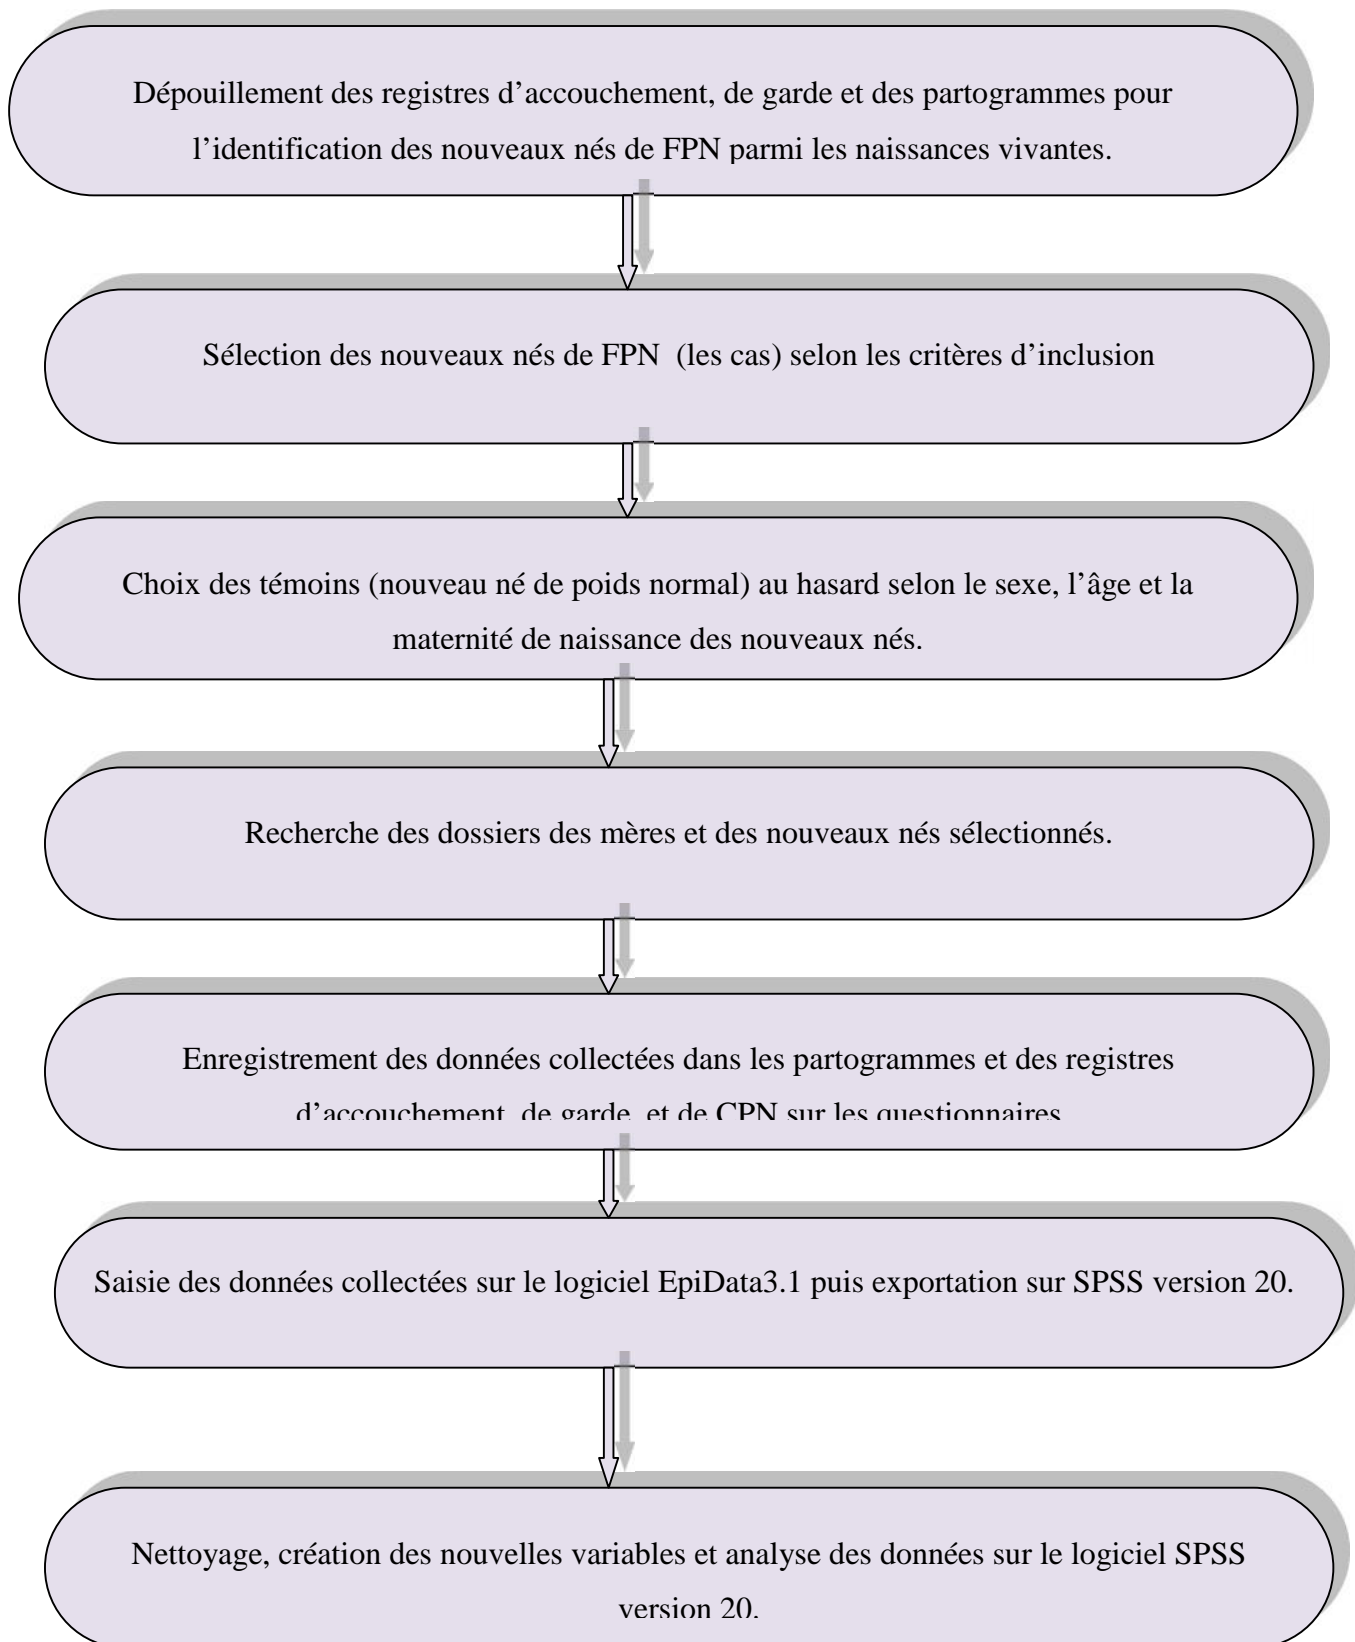 Dépouillement des registres d’accouchement, de garde et des partogrammes pour
l’identification des nouveaux nés de FPN parmi les naissances vivantes.
Sélection des nouveaux nés de FPN  (les cas) selon les critères d’inclusion
Choix des témoins (nouveau né de poids normal) au hasard selon le sexe, l’âge et la
maternité de naissance des nouveaux nés.
Recherche des dossiers des mères et des nouveaux nés sélectionnés.
Enregistrement des données collectées dans les partogrammes et des registres
d’accouchement, de garde, et de CPN sur les questionnaires
Saisie des données collectées sur le logiciel EpiData3.1 puis exportation sur SPSS version 20.
Nettoyage, création des nouvelles variables et analyse des données sur le logiciel SPSS
version 20.